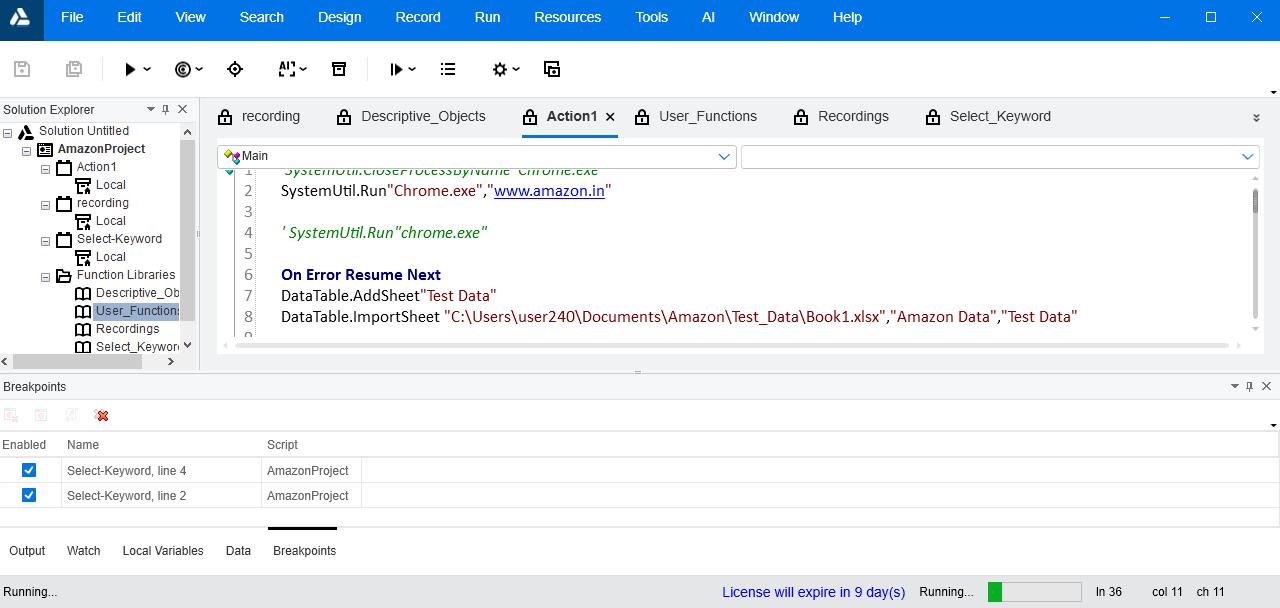 File Edit View Search Design Record Run Resources Tools AI Window Help
Solution Explorer
recording Descriptive_Objects Action1 User_Functions Recordings Select_Keyword
Solution Untitled
AmazonProject
Action1
Local
recording
Local
Select-Keyword
Local
Function Libraries
Descriptive_Ob
User_Functions
Recordings
Select_Keywor
Main
1 'SystemUtil.CloseProcessByName "Chrome.exe"
2 SystemUtil.Run"Chrome.exe","www.amazon.in"
3
4 ' SystemUtil.Run"chrome.exe"
5
6 On Error Resume Next
7 DataTable.AddSheet"Test Data"
8 DataTable.ImportSheet "C:\Users\user240\Documents\Amazon\Test_Data\Book1.xlsx","Amazon Data","Test Data"
9
Breakpoints
Enabled Name Script
Select-Keyword, line 4 AmazonProject
Select-Keyword, line 2 AmazonProject
Output Watch Local Variables Data Breakpoints
Running... License will expire in 9 day(s) Running... ln 36 col 11 ch 11